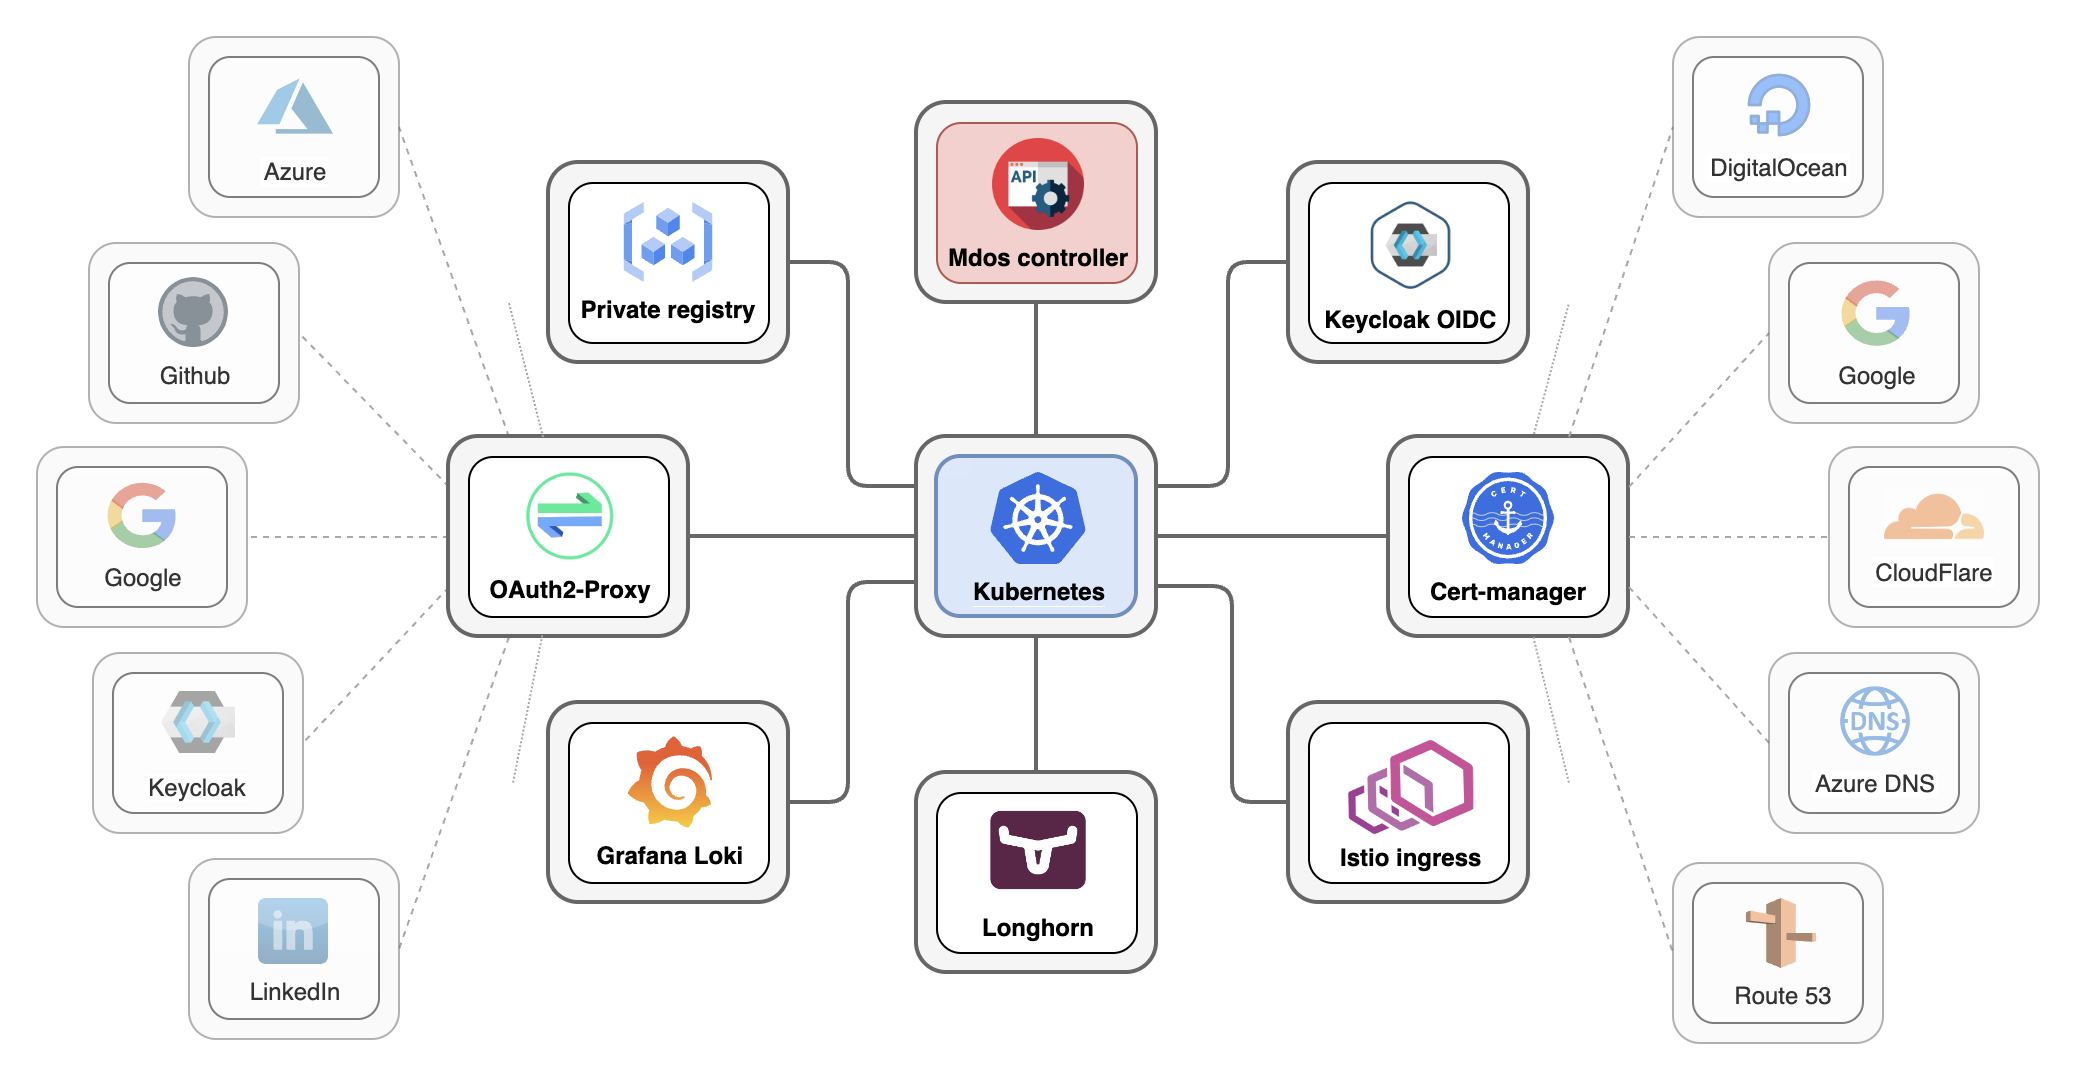 Azure
DigitalOcean
API
Mdos controller
Private registry
Keycloak OIDC
Github
Google
OAuth2-Proxy
Kubernetes
CERT
MANAGER
Cert-manager
Google
CloudFlare
Keycloak
DNS
Azure DNS
Grafana Loki
Istio ingress
Longhorn
in
LinkedIn
Route 53